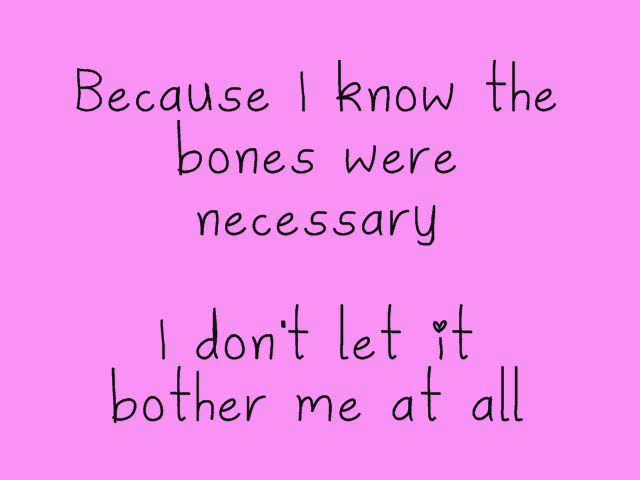 Because I know the
bones were
necessary
I don't let it
bother me at all